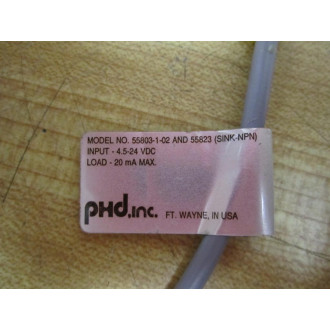 MODEL NO. 55803-1-02 AND 55823 (SINK-NPN)
INPUT - 4.5-24 VDC
LOAD - 20 mA MAX.
PHD, INC. FT. WAYNE, IN USA